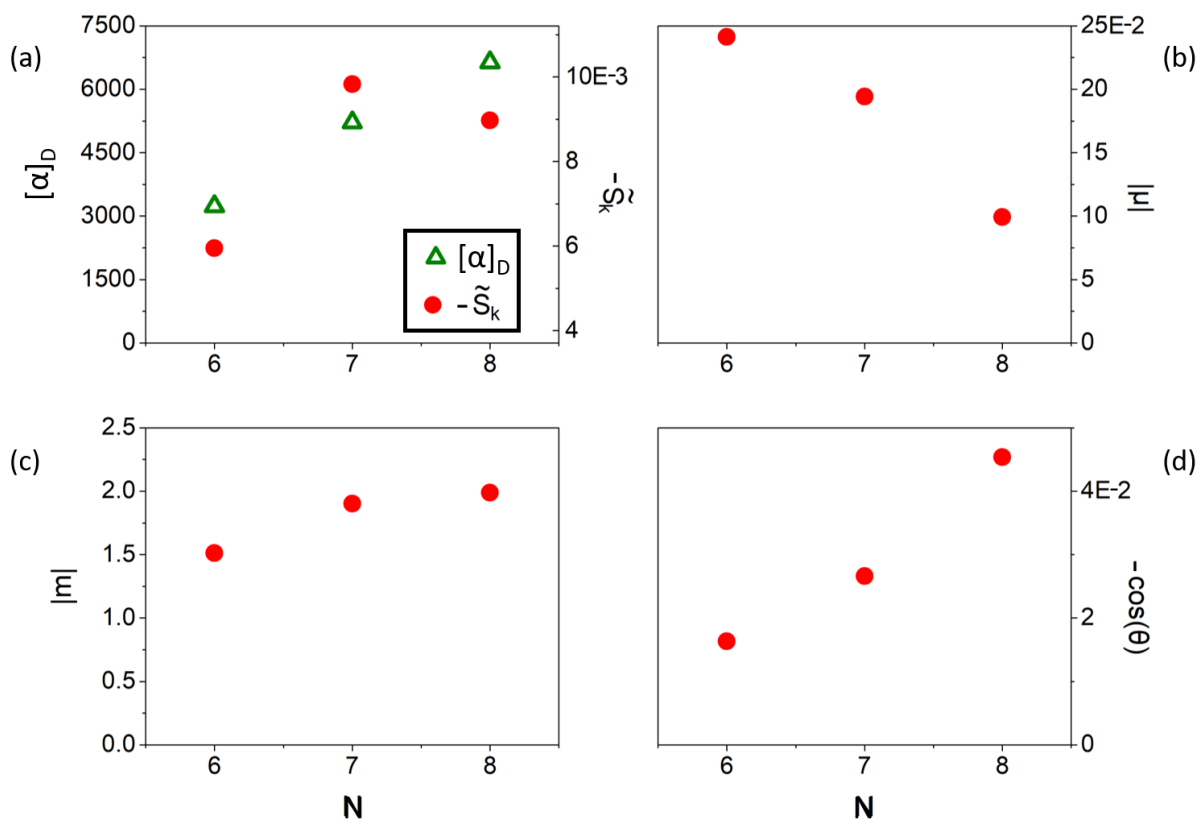 (a)
7500
6000
4500
3000
1500
0
[α]D
10E-3
8
6
4
-S̃k
[α]D
-S̃k
6
7
8
(b)
25E-2
20
15
10
5
0
|μ|
6
7
8
(c)
2.5
2.0
1.5
1.0
0.5
0.0
|m|
6
7
8
N
(d)
4E-2
2
0
-cos(θ)
6
7
8
N